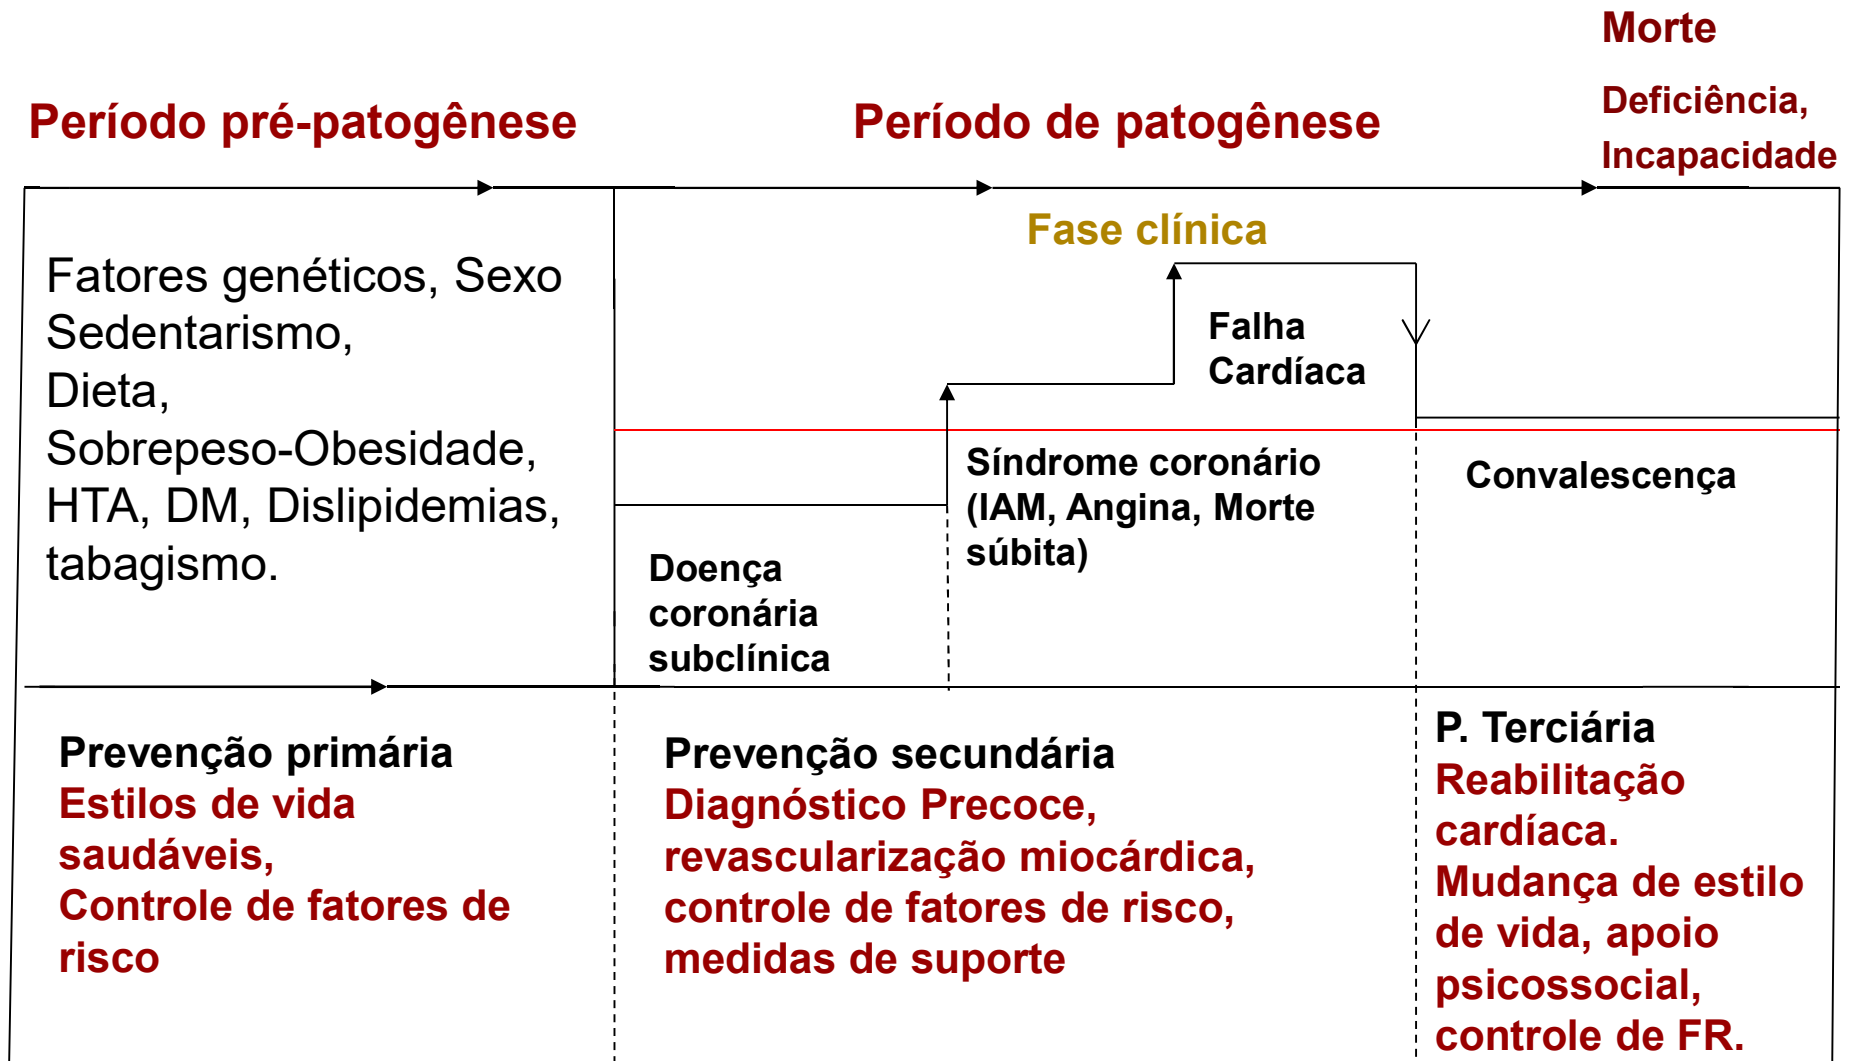 Morte
Deficiência,
Incapacidade
Período pré-patogênese
Período de patogênese
Fase clínica
Fatores genéticos, Sexo
Sedentarismo,
Dieta,
Sobrepeso-Obesidade,
HTA, DM, Dislipidemias,
tabagismo.
Falha
Cardíaca
Síndrome coronário
(IAM, Angina, Morte
súbita)
Convalescença
Doença
coronária
subclínica
Prevenção primária
Estilos de vida
saudáveis,
Controle de fatores de
risco
Prevenção secundária
Diagnóstico Precoce,
revascularização miocárdica,
controle de fatores de risco,
medidas de suporte
P. Terciária
Reabilitação
cardíaca.
Mudança de estilo
de vida, apoio
psicossocial,
controle de FR.